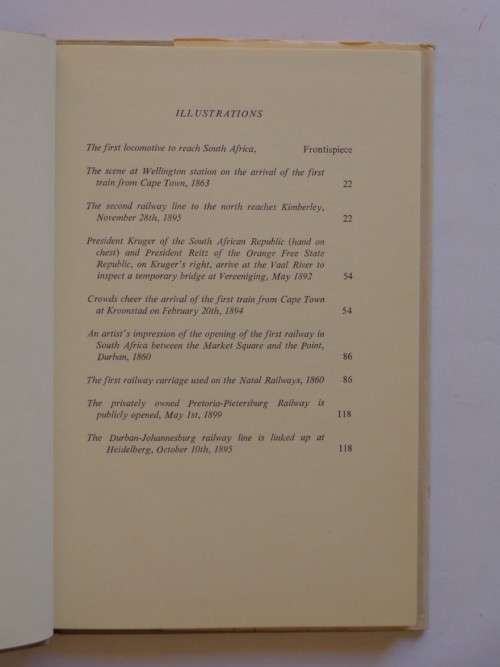 ILLUSTRATIONS
The first locomotive to reach South Africa, Frontispiece
The scene at Wellington station on the arrival of the first
train from Cape Town, 1863 22
The second railway line to the north reaches Kimberley,
November 28th, 1895 22
President Kruger of the South African Republic (hand on
chest) and President Reitz of the Orange Free State
Republic, on Kruger's right, arrive at the Vaal River to
inspect a temporary bridge at Vereeniging, May 1892 54
Crowds cheer the arrival of the first train from Cape Town
at Kroonstad on February 20th, 1894 54
An artist's impression of the opening of the first railway in
South Africa between the Market Square and the Point,
Durban, 1860 86
The first railway carriage used on the Natal Railways, 1860 86
The privately owned Pretoria-Pietersburg Railway is
publicly opened, May 1st, 1899 118
The Durban-Johannesburg railway line is linked up at
Heidelberg, October 10th, 1895 118